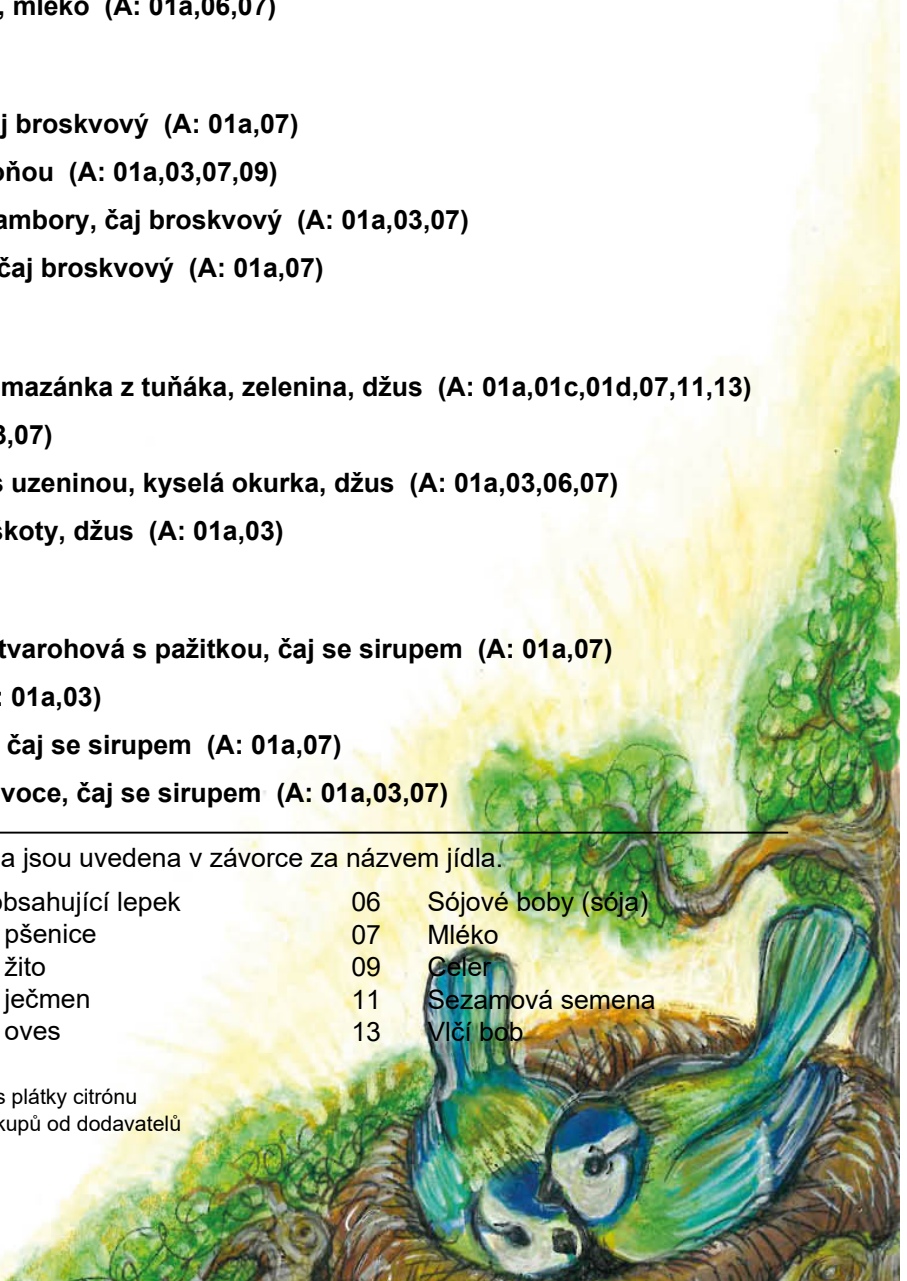 , mléko (A: 01a,06,07)
j broskvový (A: 01a,07)
oňou (A: 01a,03,07,09)
ambory, čaj broskvový (A: 01a,03,07)
čaj broskvový (A: 01a,07)
mazánka z tuňáka, zelenina, džus (A: 01a,01c,01d,07,11,13)
3,07)
s uzeninou, kyselá okurka, džus (A: 01a,03,06,07)
skoty, džus (A: 01a,03)
tvarohová s pažitkou, čaj se sirupem (A: 01a,07)
: 01a,03)
, čaj se sirupem (A: 01a,07)
voce, čaj se sirupem (A: 01a,03,07)
a jsou uvedena v závorce za názvem jídla.
obsahující lepek 06 Sójové boby (sója)
pšenice 07 Mléko
žito 09 Celer
ječmen 11 Sezamová semena
oves 13 Vlčí bob
s plátky citrónu
kupů od dodavatelů